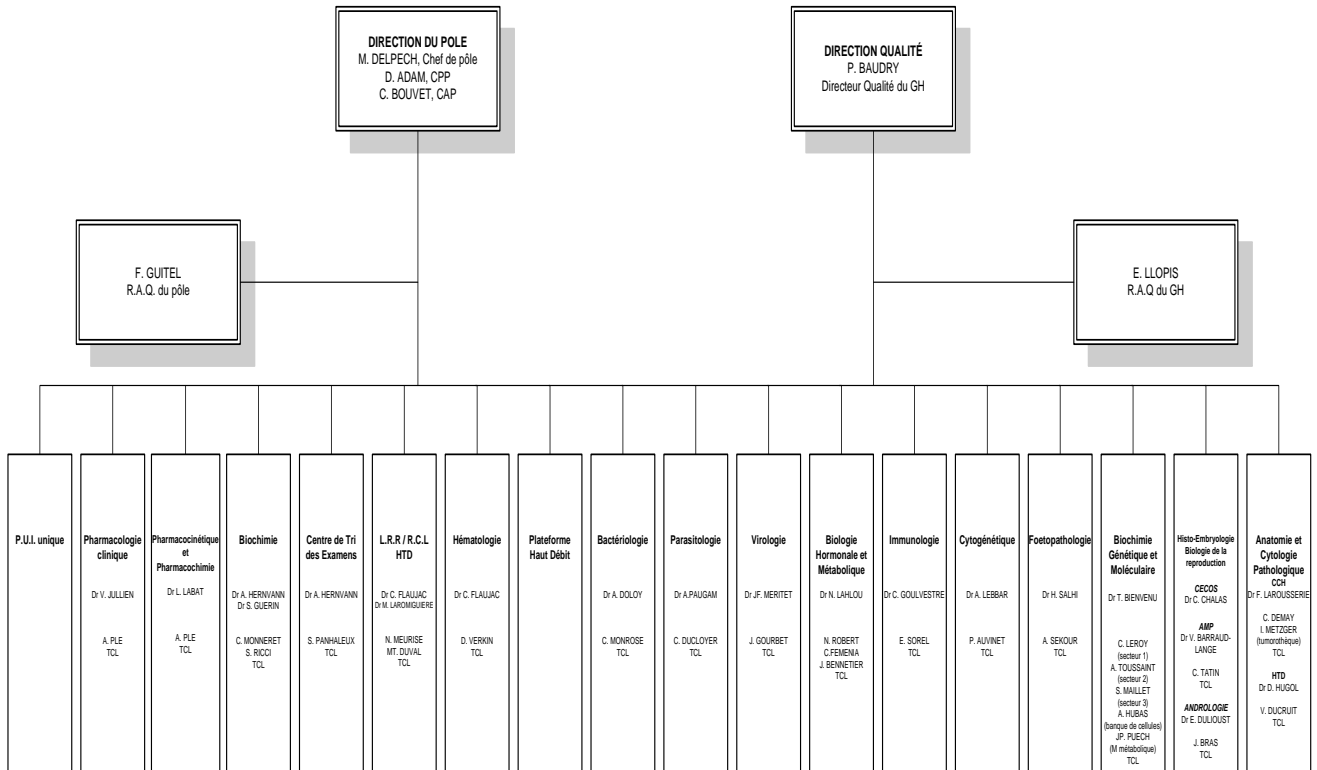 DIRECTION DU POLE
M. DELPECH, Chef de pôle
D. ADAM, CPP
C. BOUVET, CAP
DIRECTION QUALITÉ
P. BAUDRY
Directeur Qualité du GH
F. GUITEL
R.A.Q. du pôle
E. LLOPIS
R.A.Q du GH
P.U.I. unique
Pharmacologie
clinique
Dr V. JULLIEN
A. PLE
TCL
Pharmacocinétique
et
Pharmacochimie
Dr L. LABAT
A. PLE
TCL
Biochimie
Dr A. HERNVANN
Dr S. GUERIN
C. MONNERET
S. RICCI
TCL
Centre de Tri
des Examens
Dr A. HERNVANN
S. PANHALEUX
TCL
L.R.R / R.C.L
HTD
Dr C. FLAUJAC
Dr M. LAROMIGUIERE
N. MEURISE
MT. DUVAL
TCL
Hématologie
Dr C. FLAUJAC
D. VERKIN
TCL
Plateforme
Haut Débit
Bactériologie
Dr A. DOLOY
C. MONROSE
TCL
Parasitologie
Dr A.PAUGAM
C. DUCLOYER
TCL
Virologie
Dr JF. MERITET
J. GOURBET
TCL
Biologie
Hormonale et
Métabolique
Dr N. LAHLOU
N. ROBERT
C.FEMENIA
J. BENNETIER
TCL
Immunologie
Dr C. GOULVESTRE
E. SOREL
TCL
Cytogénétique
Dr A. LEBBAR
P. AUVINET
TCL
Foetopathologie
Dr H. SALHI
A. SEKOUR
TCL
Biochimie
Génétique et
Moléculaire
Dr T. BIENVENU
C. LEROY
(secteur 1)
A. TOUSSAINT
(secteur 2)
S. MAILLET
(secteur 3)
A. HUBAS
(banque de cellules)
JP. PUECH
(M métabolique)
TCL
Histo-Embryologie
Biologie de la
reproduction
CECOS
Dr C. CHALAS
AMP
Dr V. BARRAUD-
LANGE
C. TATIN
TCL
ANDROLOGIE
Dr E. DULIOUST
J. BRAS
TCL
Anatomie et
Cytologie
Pathologique
CCH
Dr F. LAROUSSERIE
C. DEMAY
I. METZGER
(tumorothèque)
TCL
HTD
Dr D. HUGOL
V. DUCRUIT
TCL